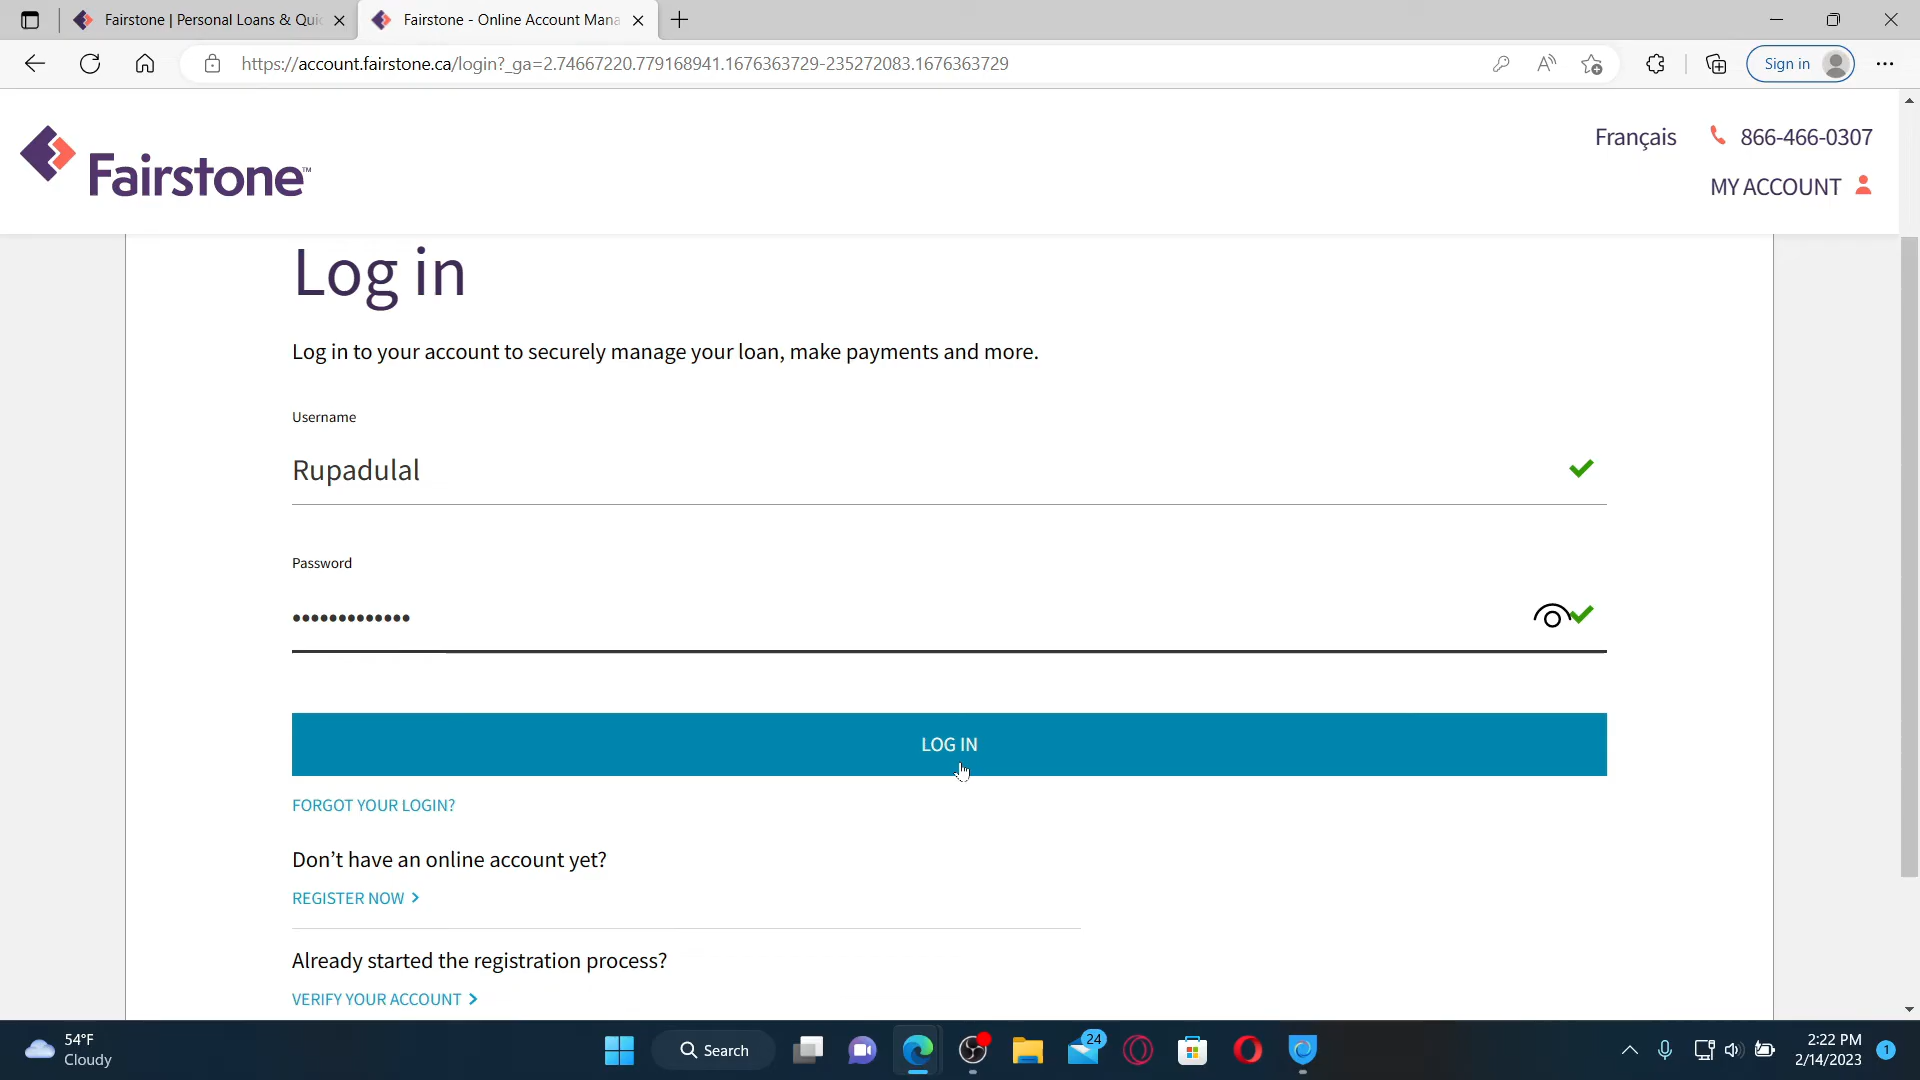 Fairstone | Personal Loans & Qui
Fairstone - Online Account Mana
https://account.fairstone.ca/login?_ga=2.74667220.779168941.1676363729-235272083.1676363729
Sign in
Fairstone™
Français
866-466-0307
MY ACCOUNT
Log in
Log in to your account to securely manage your loan, make payments and more.
Username
Rupadulal
Password
•••••••••••••
LOG IN
FORGOT YOUR LOGIN?
Don’t have an online account yet?
REGISTER NOW >
Already started the registration process?
VERIFY YOUR ACCOUNT >
54°F
Cloudy
Search
24
2:22 PM
2/14/2023
1